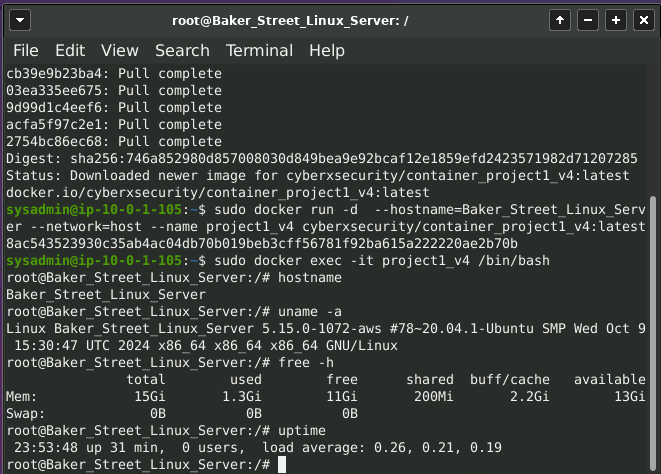 root@Baker_Street_Linux_Server: /
File Edit View Search Terminal Help
cb39e9b23ba4: Pull complete
03ea335ee675: Pull complete
9d99d1c4eef6: Pull complete
acfa5f97c2e1: Pull complete
2754bc86ec68: Pull complete
Digest: sha256:746a852980d857008030d849bea9e92bcaf12e1859efd2423571982d71207285
Status: Downloaded newer image for cyberxsecurity/container_project1_v4:latest
docker.io/cyberxsecurity/container_project1_v4:latest
sysadmin@ip-10-0-1-105:~$ sudo docker run -d  --hostname=Baker_Street_Linux_Serv
er --network=host --name project1_v4 cyberxsecurity/container_project1_v4:latest
8ac543523930c35ab4ac04db70b019beb3cff56781f92ba615a222220ae2b70b
sysadmin@ip-10-0-1-105:~$ sudo docker exec -it project1_v4 /bin/bash
root@Baker_Street_Linux_Server:/# hostname
Baker_Street_Linux_Server
root@Baker_Street_Linux_Server:/# uname -a
Linux Baker_Street_Linux_Server 5.15.0-1072-aws #78~20.04.1-Ubuntu SMP Wed Oct 9
 15:30:47 UTC 2024 x86_64 x86_64 x86_64 GNU/Linux
root@Baker_Street_Linux_Server:/# free -h
              total        used        free      shared  buff/cache   available
Mem:           15Gi       1.3Gi        11Gi       200Mi       2.2Gi        13Gi
Swap:            0B          0B          0B
root@Baker_Street_Linux_Server:/# uptime
 23:53:48 up 31 min,  0 users,  load average: 0.26, 0.21, 0.19
root@Baker_Street_Linux_Server:/#